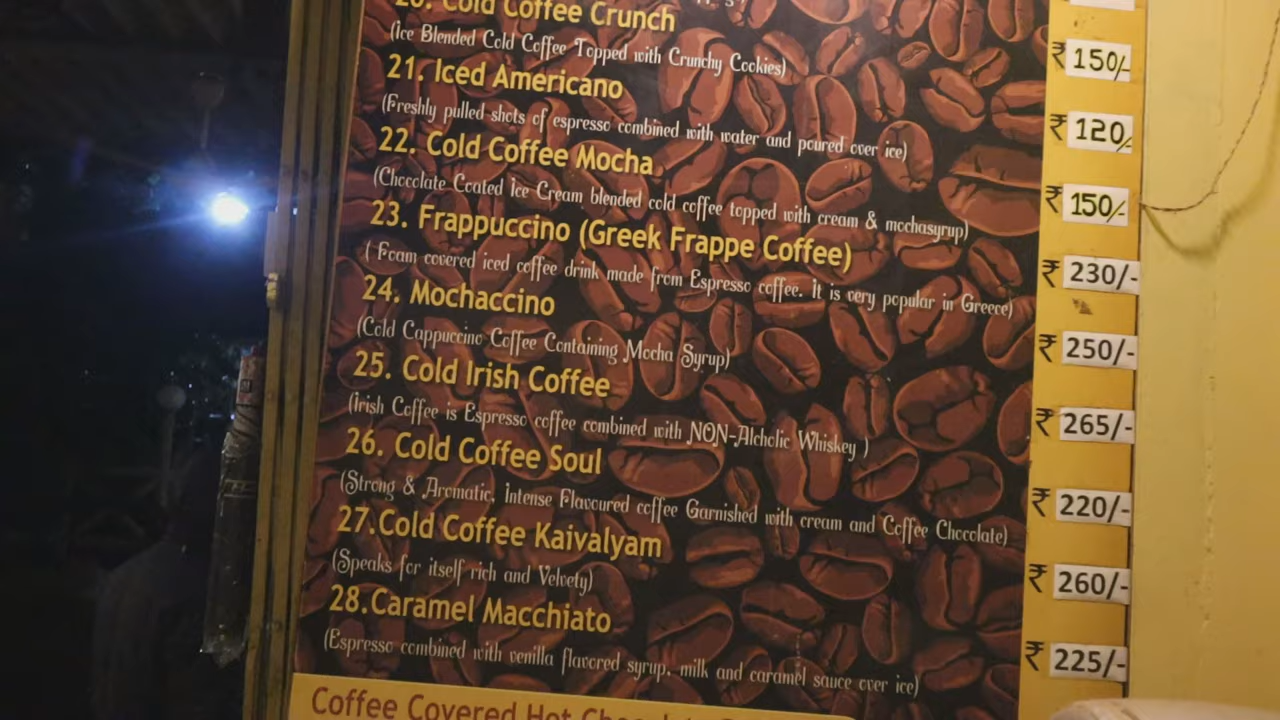 20. Cold Coffee Crunch
(Ice Blended Cold Coffee Topped with Crunchy Cookies) ₹ 150/-
21. Iced Americano
(Freshly pulled shots of espresso combined with water and poured over ice) ₹ 120/-
22. Cold Coffee Mocha
(Chocolate Coated Ice Cream blended cold coffee topped with cream & mochasyrup) ₹ 150/-
23. Frappuccino (Greek Frappe Coffee) ₹ 230/-
( Foam covered iced coffee drink made from Espresso coffee. It is very popular in Greece)
24. Mochaccino ₹ 250/-
(Cold Cappuccino Coffee Containing Mocha Syrup)
25. Cold Irish Coffee ₹ 265/-
(Irish Coffee is Espresso coffee combined with NON-Alcholic Whiskey )
26. Cold Coffee Soul ₹ 220/-
(Strong & Aromatic, Intense Flavoured coffee Garnished with cream and Coffee Chocolate)
27.Cold Coffee Kaivalyam ₹ 260/-
(Speaks for itself rich and Velvety)
28.Caramel Macchiato ₹ 225/-
(Espresso combined with venilla flavored syrup, milk and caramel sauce over ice)
Coffee Covered Hot Chocolate